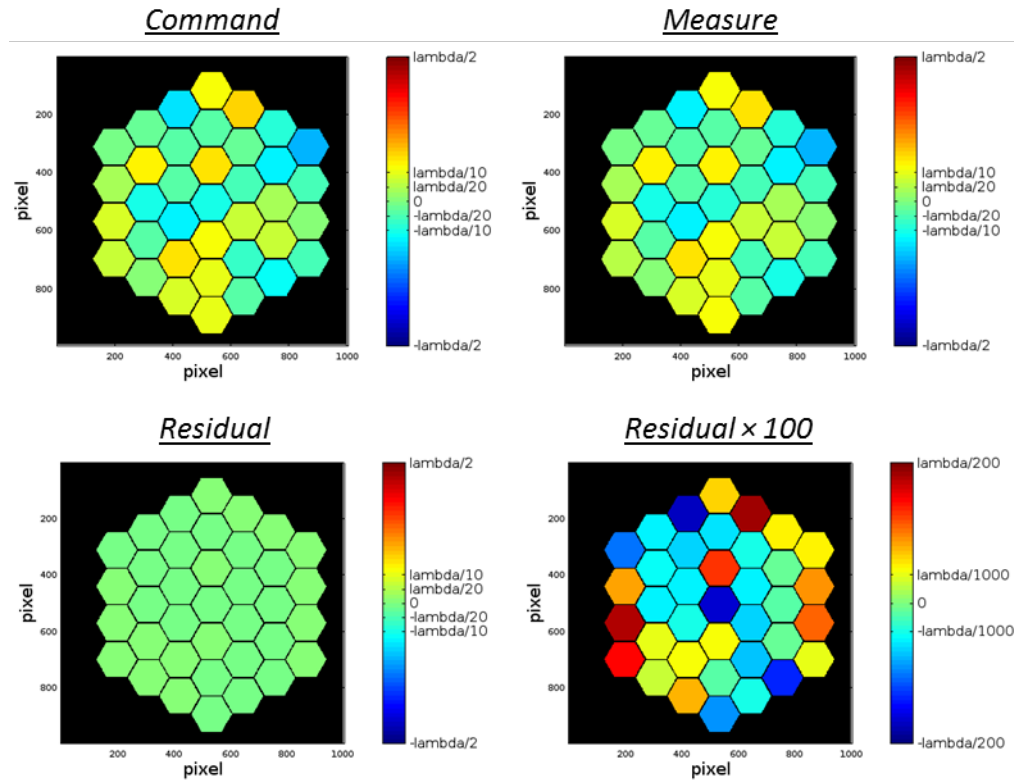 Command
lambda/2
200
400
600
800
pixel
lambda/10
lambda/20
0
-lambda/20
-lambda/10
-lambda/2
200 400 600 800 1000
pixel
Measure
lambda/2
200
400
600
800
pixel
lambda/10
lambda/20
0
-lambda/20
-lambda/10
-lambda/2
200 400 600 800 1000
pixel
Residual
lambda/2
200
400
600
800
pixel
lambda/10
lambda/20
0
-lambda/20
-lambda/10
-lambda/2
200 400 600 800 1000
pixel
Residual × 100
lambda/200
200
400
600
800
pixel
lambda/1000
0
-lambda/1000
-lambda/200
200 400 600 800 1000
pixel